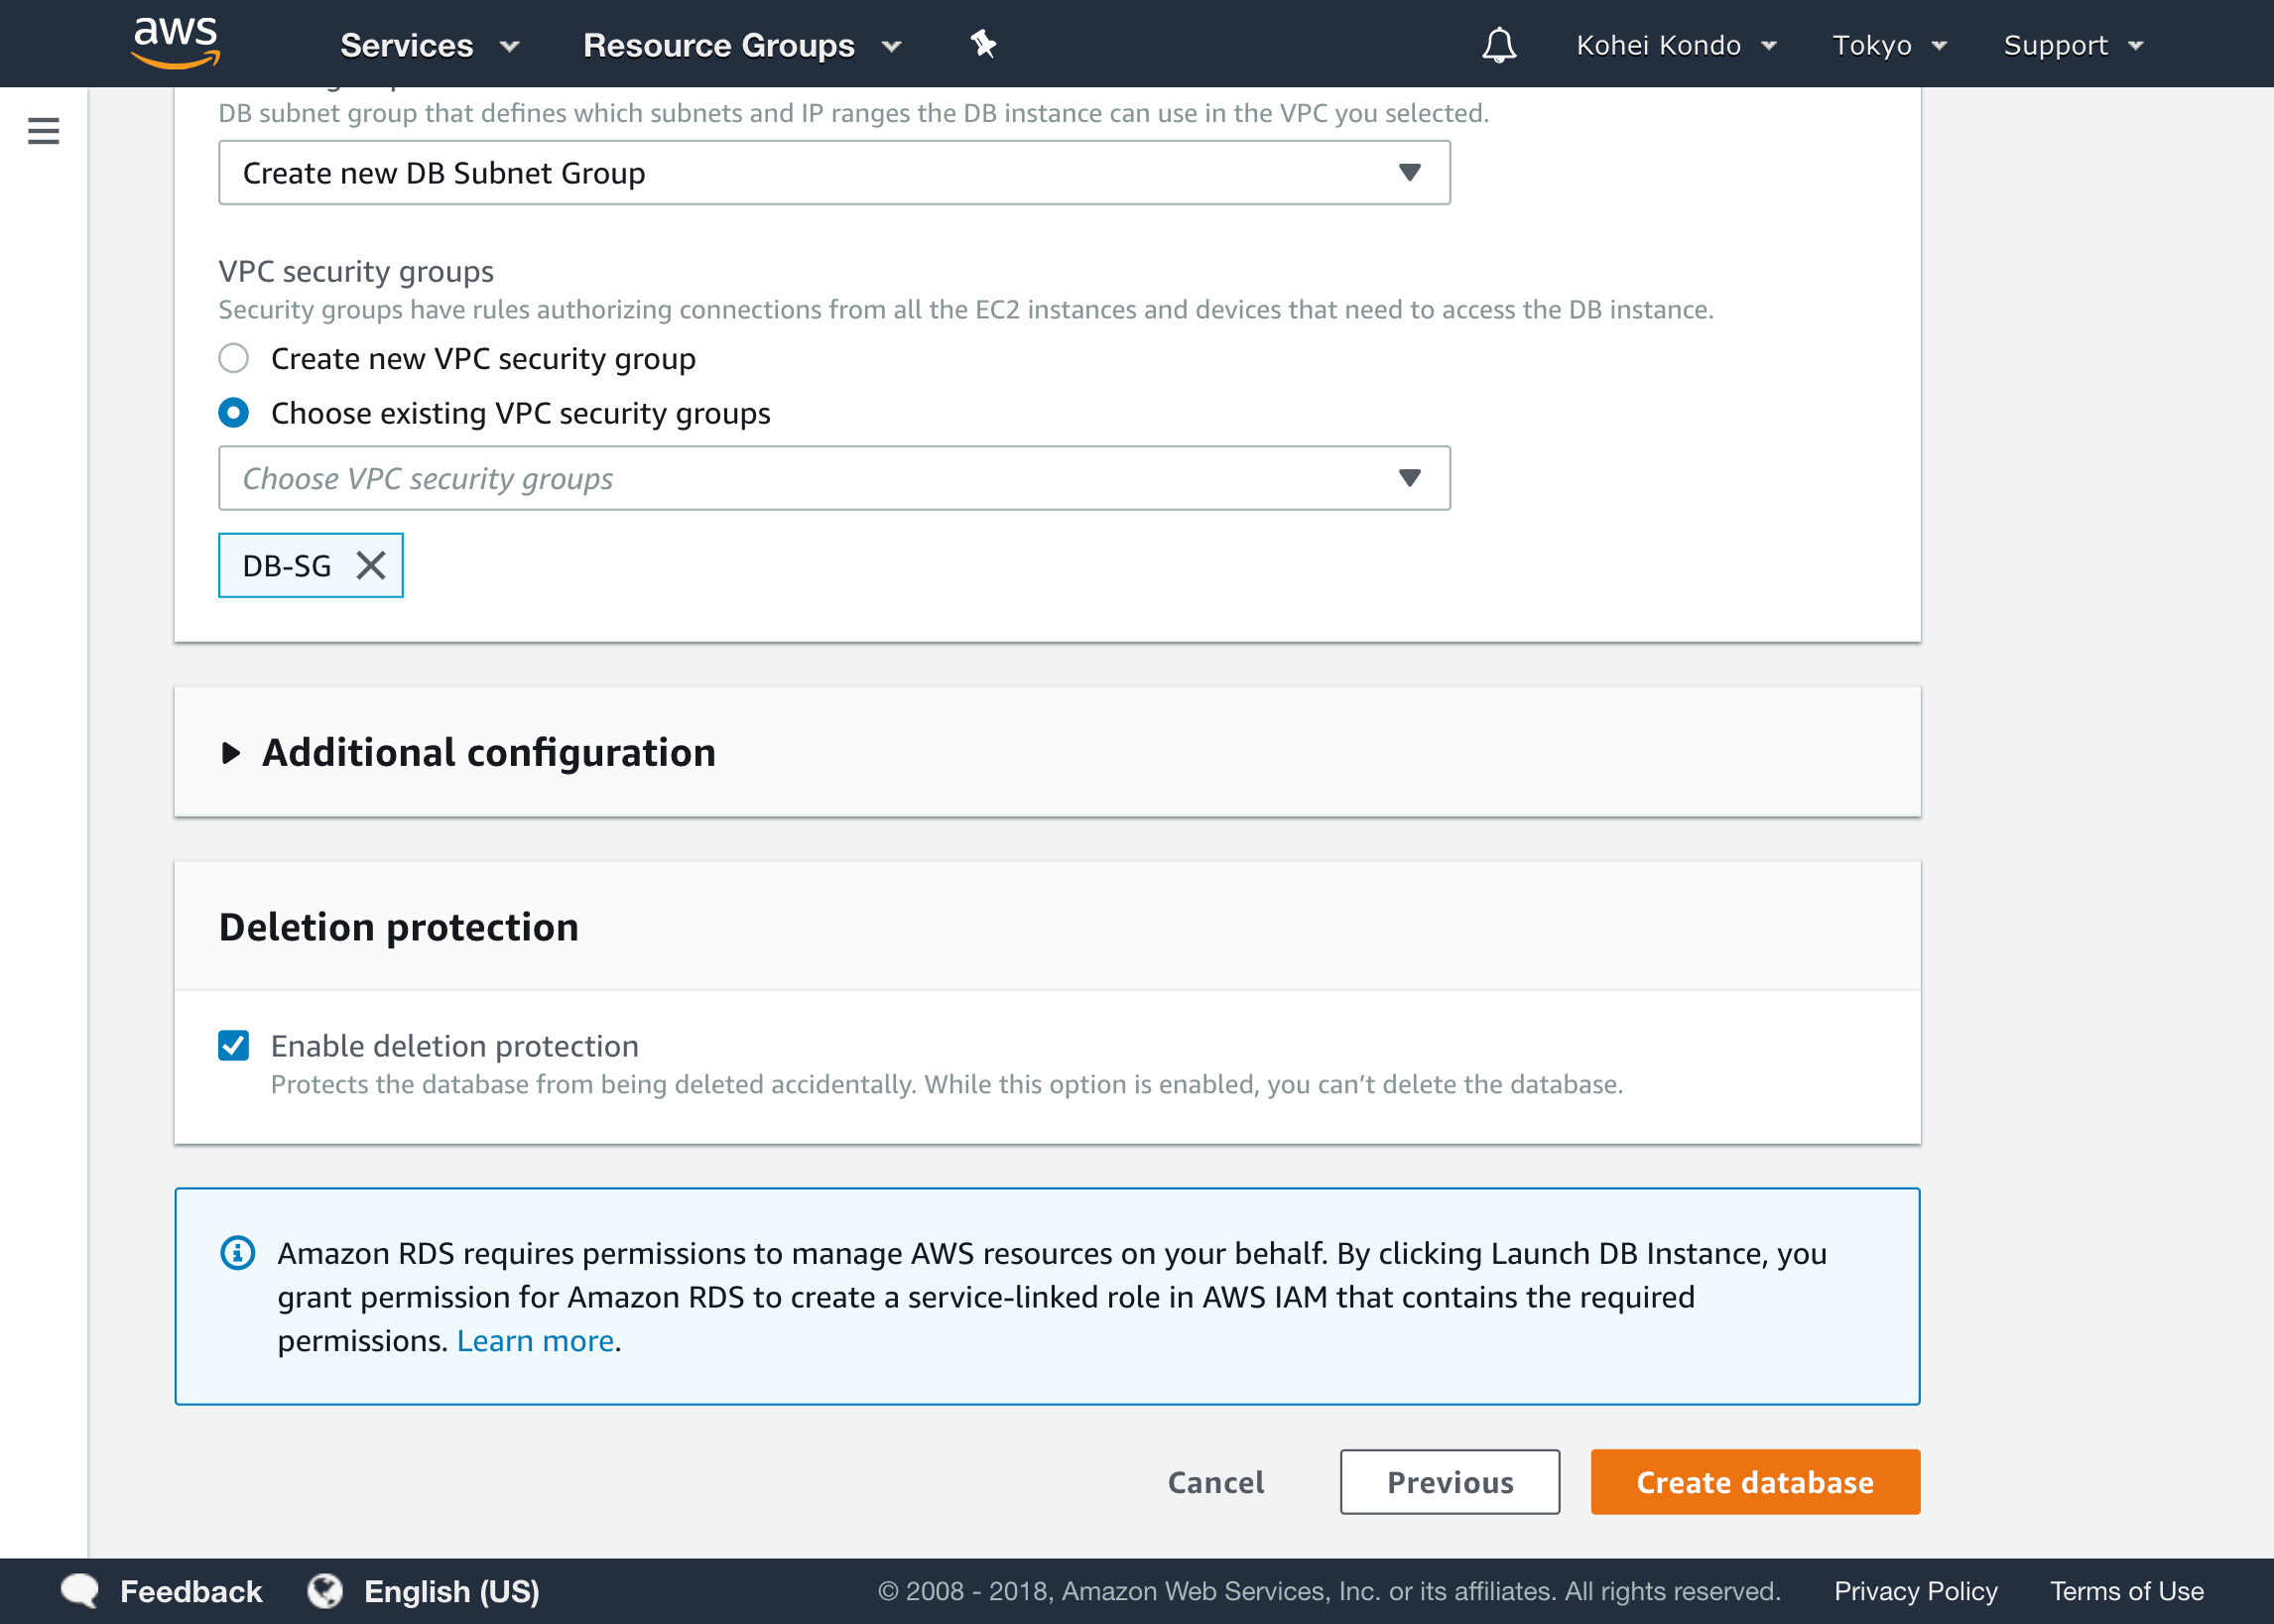 aws
Services
Resource Groups
Kohei Kondo
Tokyo
Support
DB subnet group that defines which subnets and IP ranges the DB instance can use in the VPC you selected.
Create new DB Subnet Group
VPC security groups
Security groups have rules authorizing connections from all the EC2 instances and devices that need to access the DB instance.
Create new VPC security group
Choose existing VPC security groups
Choose VPC security groups
DB-SG
Additional configuration
Deletion protection
Enable deletion protection
Protects the database from being deleted accidentally. While this option is enabled, you can’t delete the database.
Amazon RDS requires permissions to manage AWS resources on your behalf. By clicking Launch DB Instance, you
grant permission for Amazon RDS to create a service-linked role in AWS IAM that contains the required
permissions. Learn more.
Cancel
Previous
Create database
Feedback
English (US)
© 2008 - 2018, Amazon Web Services, Inc. or its affiliates. All rights reserved.
Privacy Policy
Terms of Use